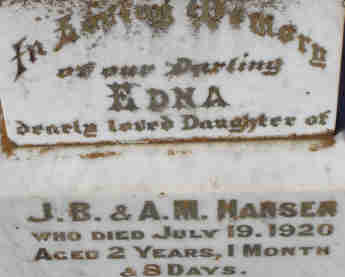 In Loving Memory
of our Darling
EDNA
dearly loved Daughter of
J.B. & A.M. HANSEN
WHO DIED JULY 19. 1920
AGED 2 YEARS, 1 MONTH
& 8 DAYS.